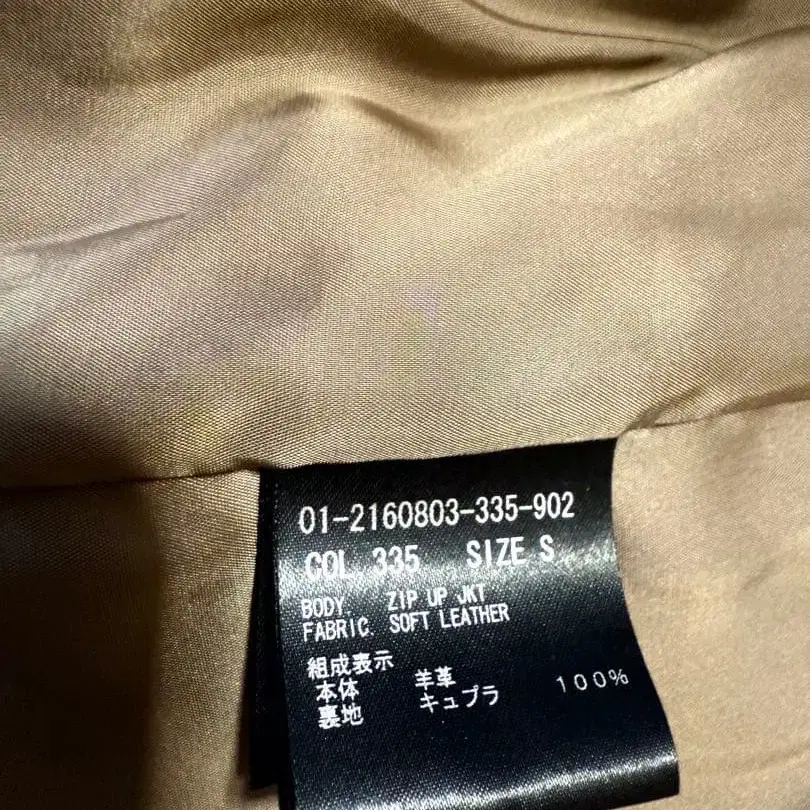 01-2160803-335-902
COL.335 SIZE S
BODY. ZIP UP JKT
FABRIC. SOFT LEATHER
組成表示
本体 羊革
裏地 キュプラ 100%